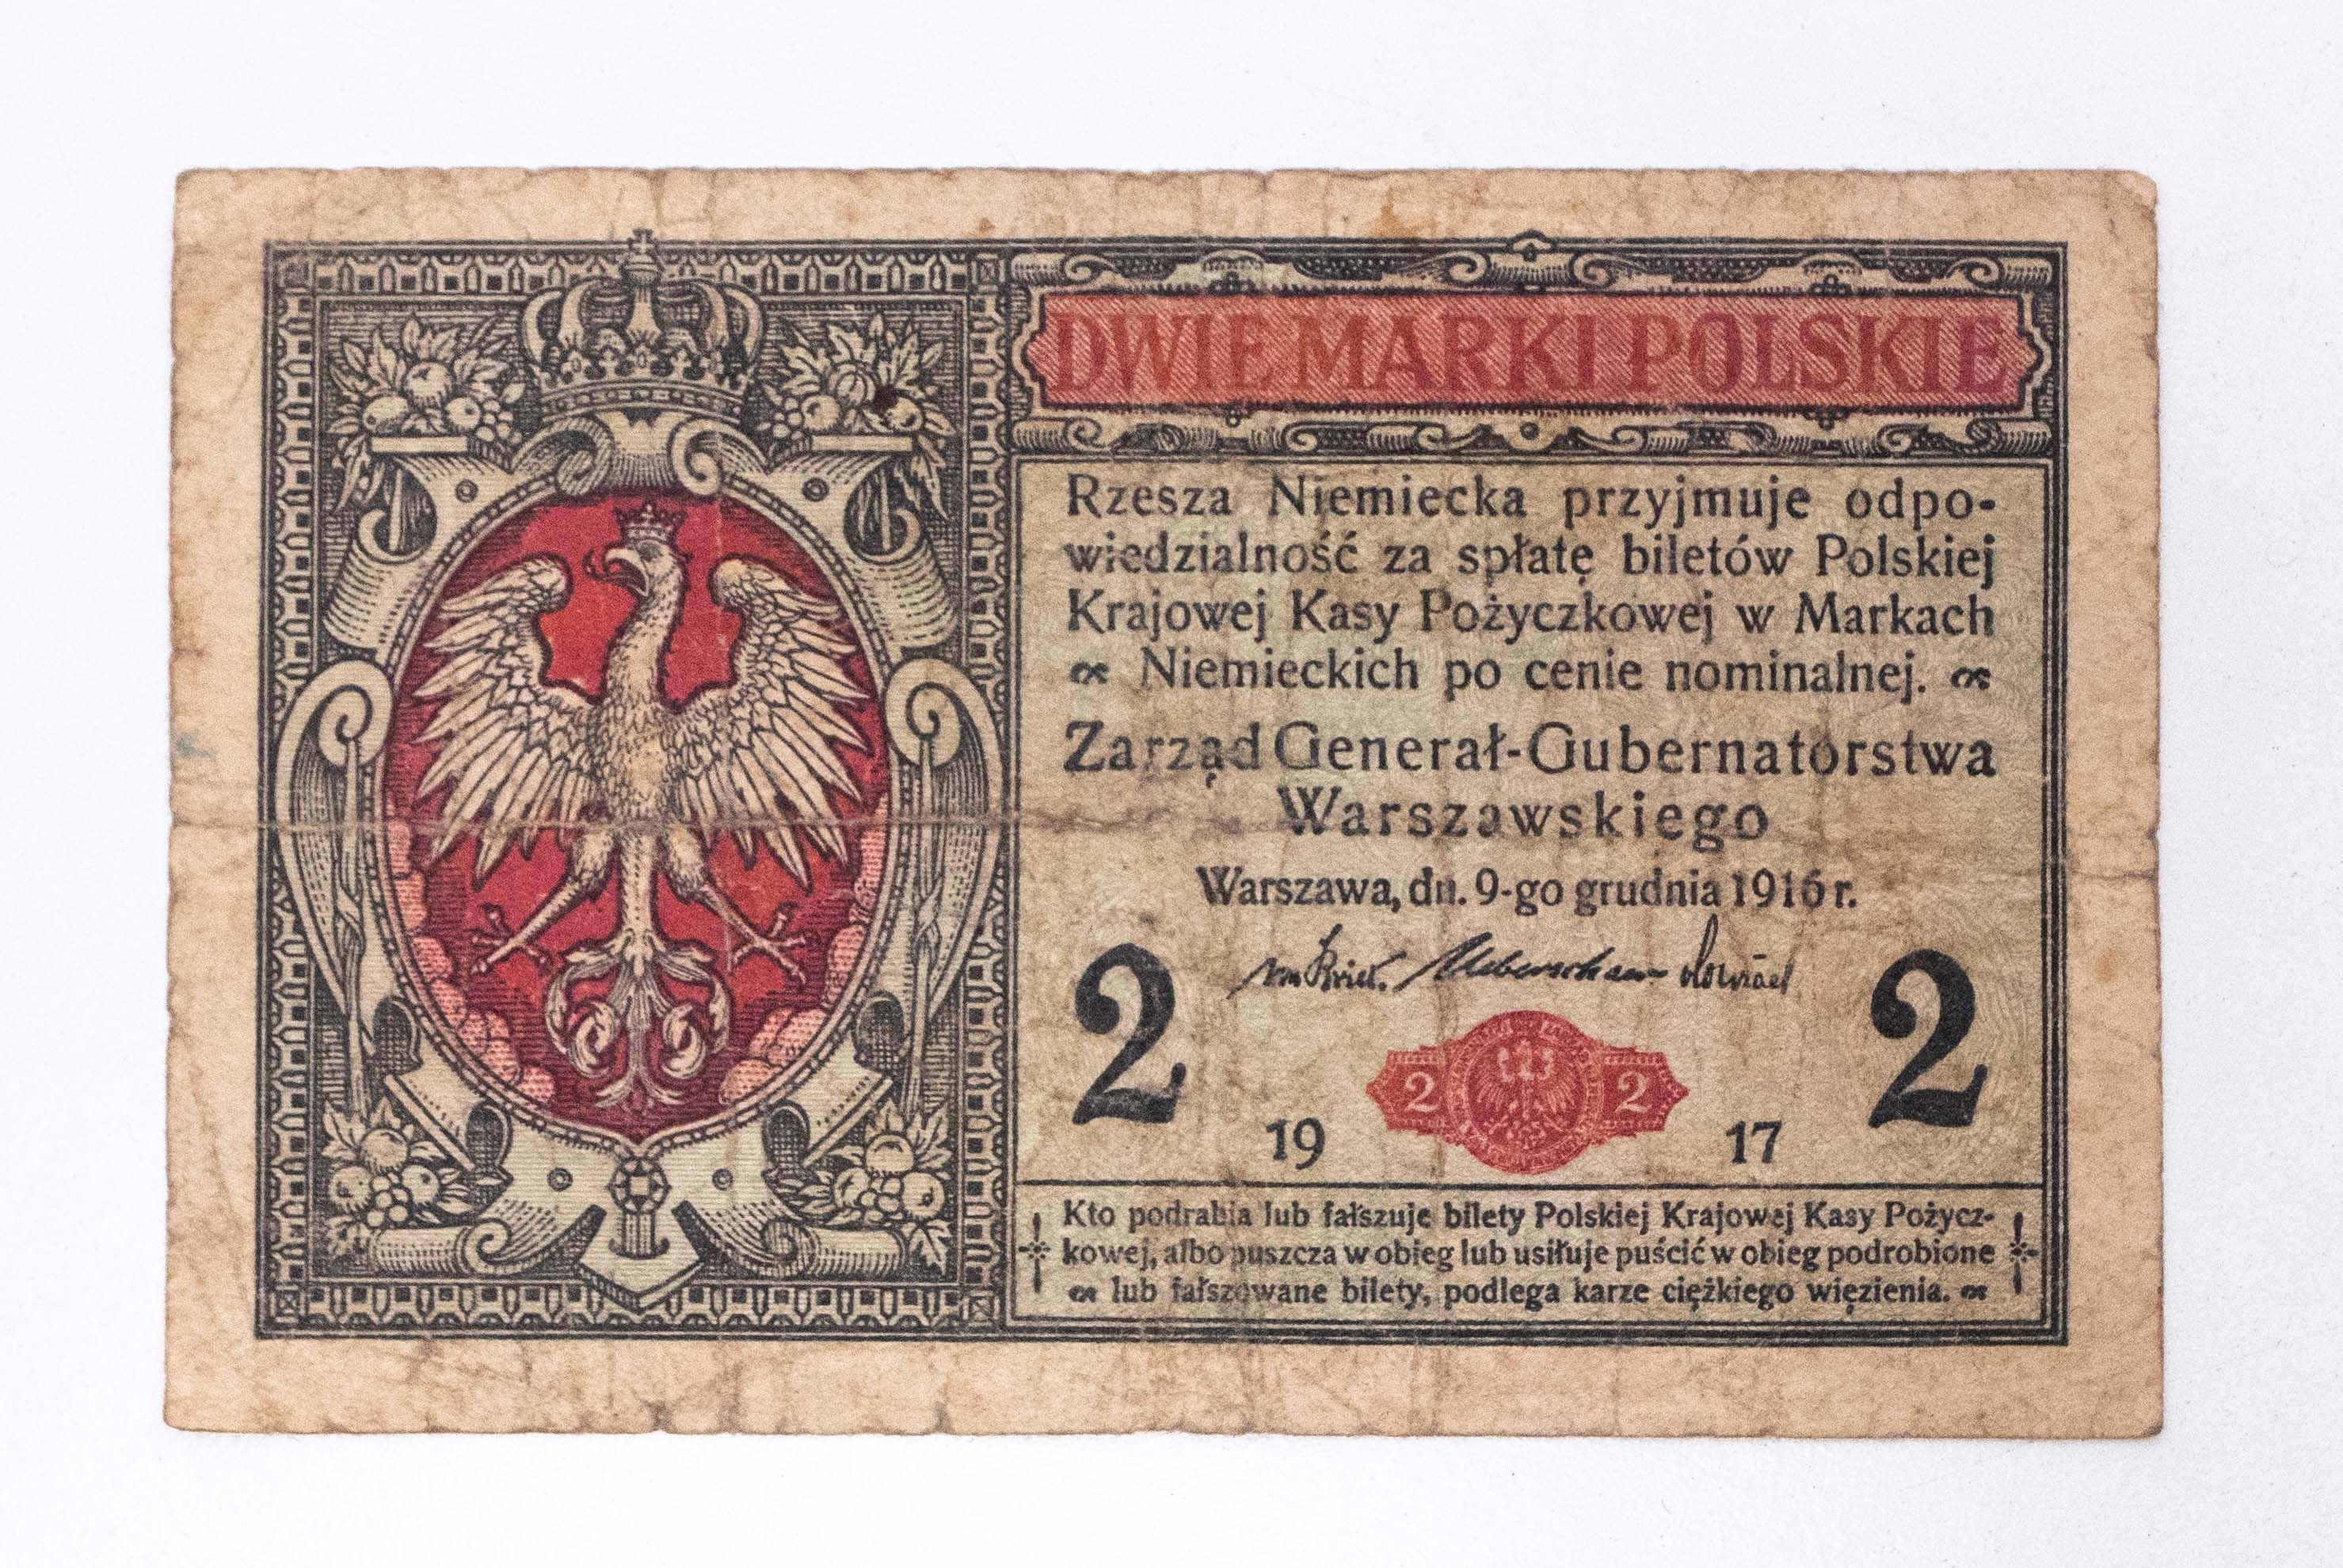 DWIE MARKI POLSKIE
Rzesza Niemiecka przyjmuje odpo-
wiedzialność za spłatę biletów Polskiej
Krajowej Kasy Pożyczkowej w Markach
Niemieckich po cenie nominalnej.
Zarząd Generał-Gubernatorstwa
Warszawskiego
Warszawa, dn. 9-go grudnia 1916 r.
2 2
2 2
19 17
Kto podrabia lub fałszuje bilety Polskiej Krajowej Kasy Pożycz-
kowej, albo puszcza w obieg lub usiłuje puścić w obieg podrobione
lub fałszowane bilety, podlega karze ciężkiego więzienia.